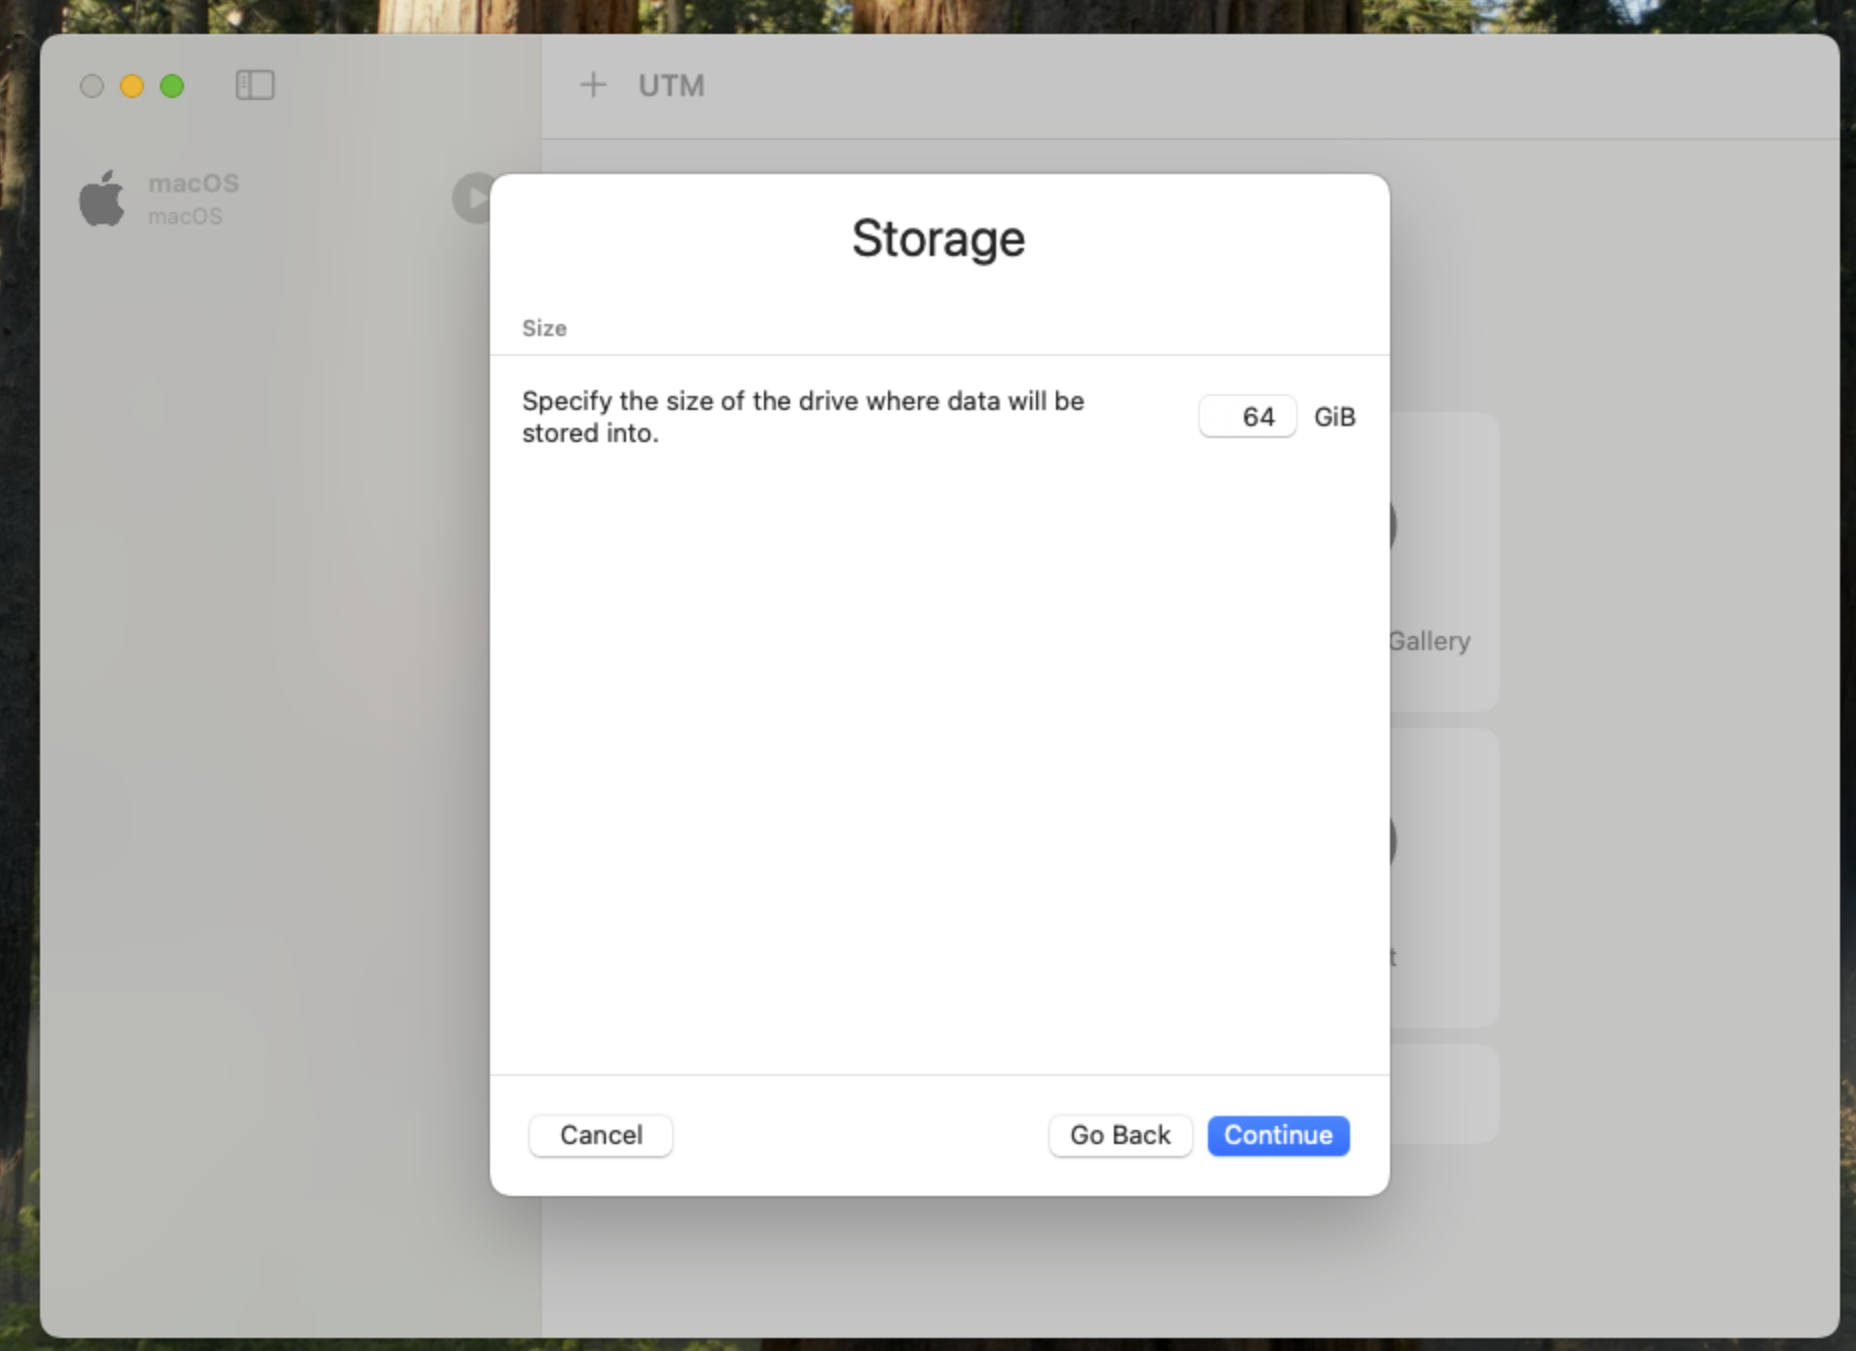 UTM
macOS
macOS
Storage
Size
Specify the size of the drive where data will be
stored into.
64 GiB
Gallery
t
Cancel
Go Back
Continue